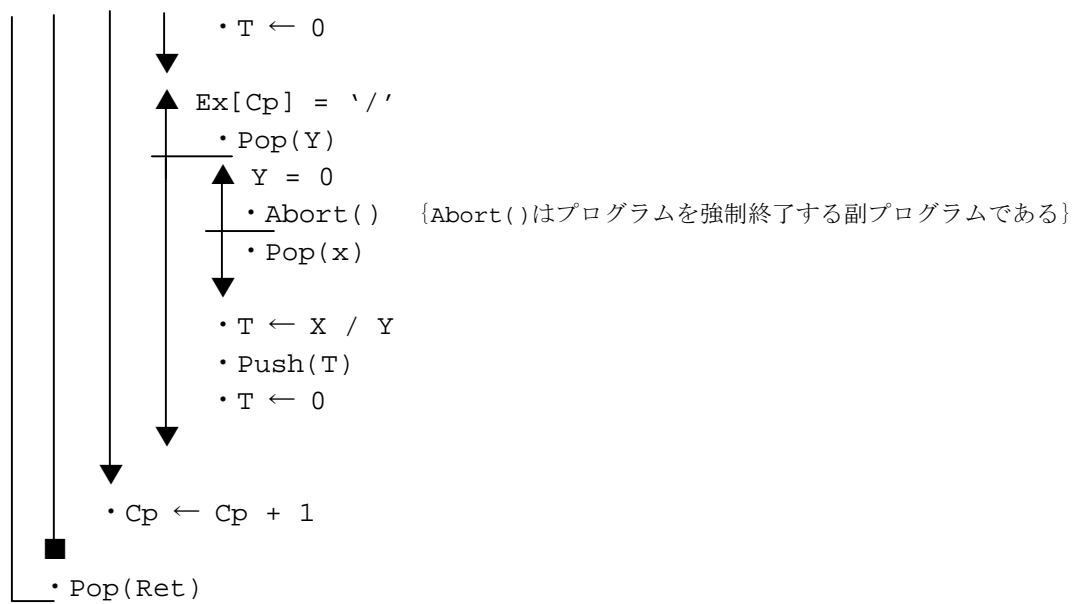 ・T ← 0
Ex[Cp] = ‘/’
・Pop(Y)
Y = 0
・Abort() {Abort()はプログラムを強制終了する副プログラムである}
・Pop(x)
・T ← X / Y
・Push(T)
・T ← 0
・Cp ← Cp + 1
・Pop(Ret)